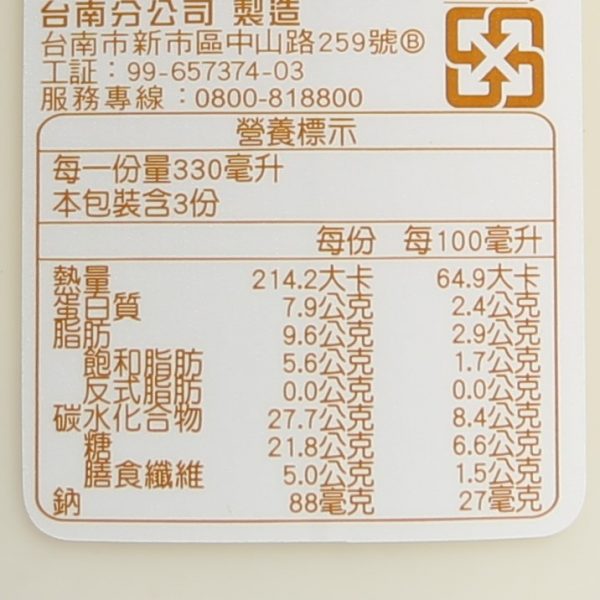 台南分公司 製造
台南市新市區中山路259號Ⓑ
工証：99-657374-03
服務專線：0800-818800
營養標示
每一份量330毫升
本包裝含3份
每份 每100毫升
熱量 214.2大卡 64.9大卡
蛋白質 7.9公克 2.4公克
脂肪 9.6公克 2.9公克
飽和脂肪 5.6公克 1.7公克
反式脂肪 0.0公克 0.0公克
碳水化合物 27.7公克 8.4公克
糖 21.8公克 6.6公克
膳食纖維 5.0公克 1.5公克
鈉 88毫克 27毫克